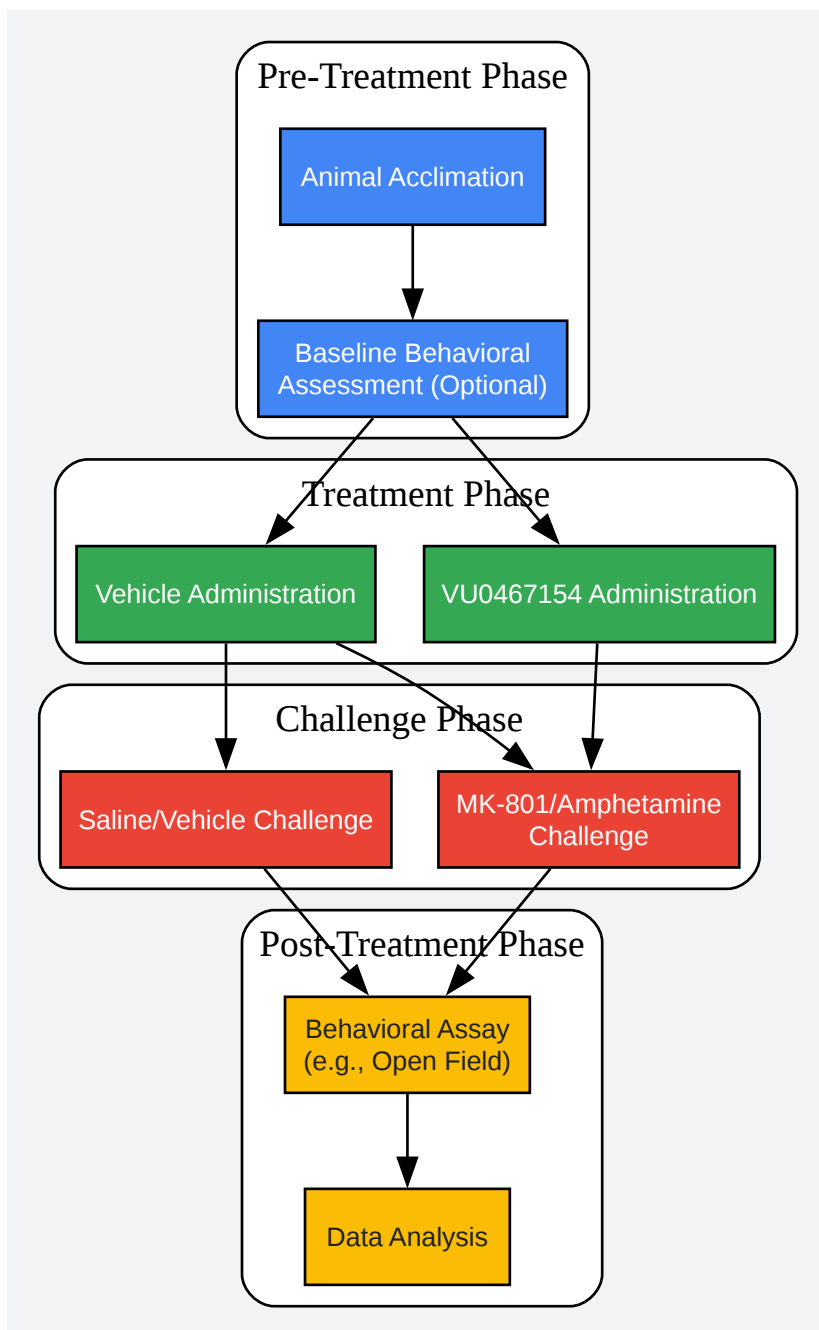 Pre-Treatment Phase
Animal Acclimation
Baseline Behavioral
Assessment (Optional)
Treatment Phase
Vehicle Administration
VU0467154 Administration
Challenge Phase
Saline/Vehicle Challenge
MK-801/Amphetamine
Challenge
Post-Treatment Phase
Behavioral Assay
(e.g., Open Field)
Data Analysis